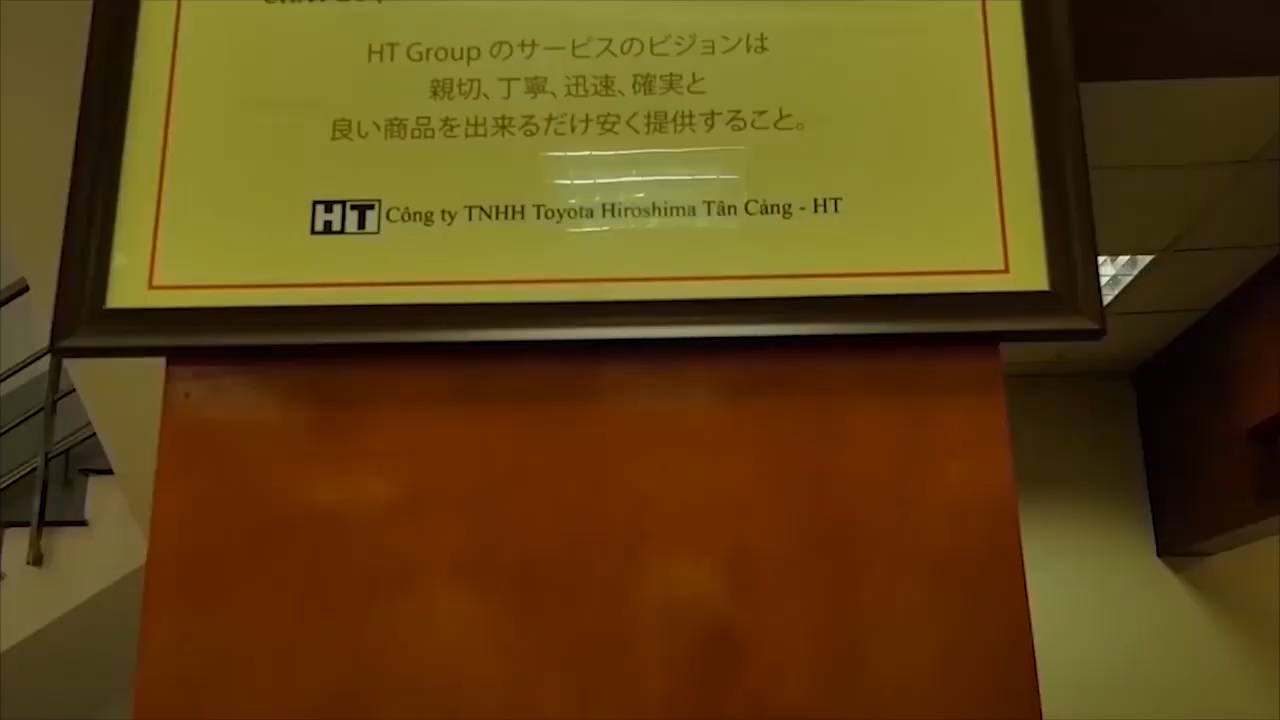 HT Group のサービスのビジョンは
親切、丁寧、迅速、確実と
良い商品を出来るだけ安く提供すること。
HT Công ty TNHH Toyota Hiroshima Tân Cảng - HT